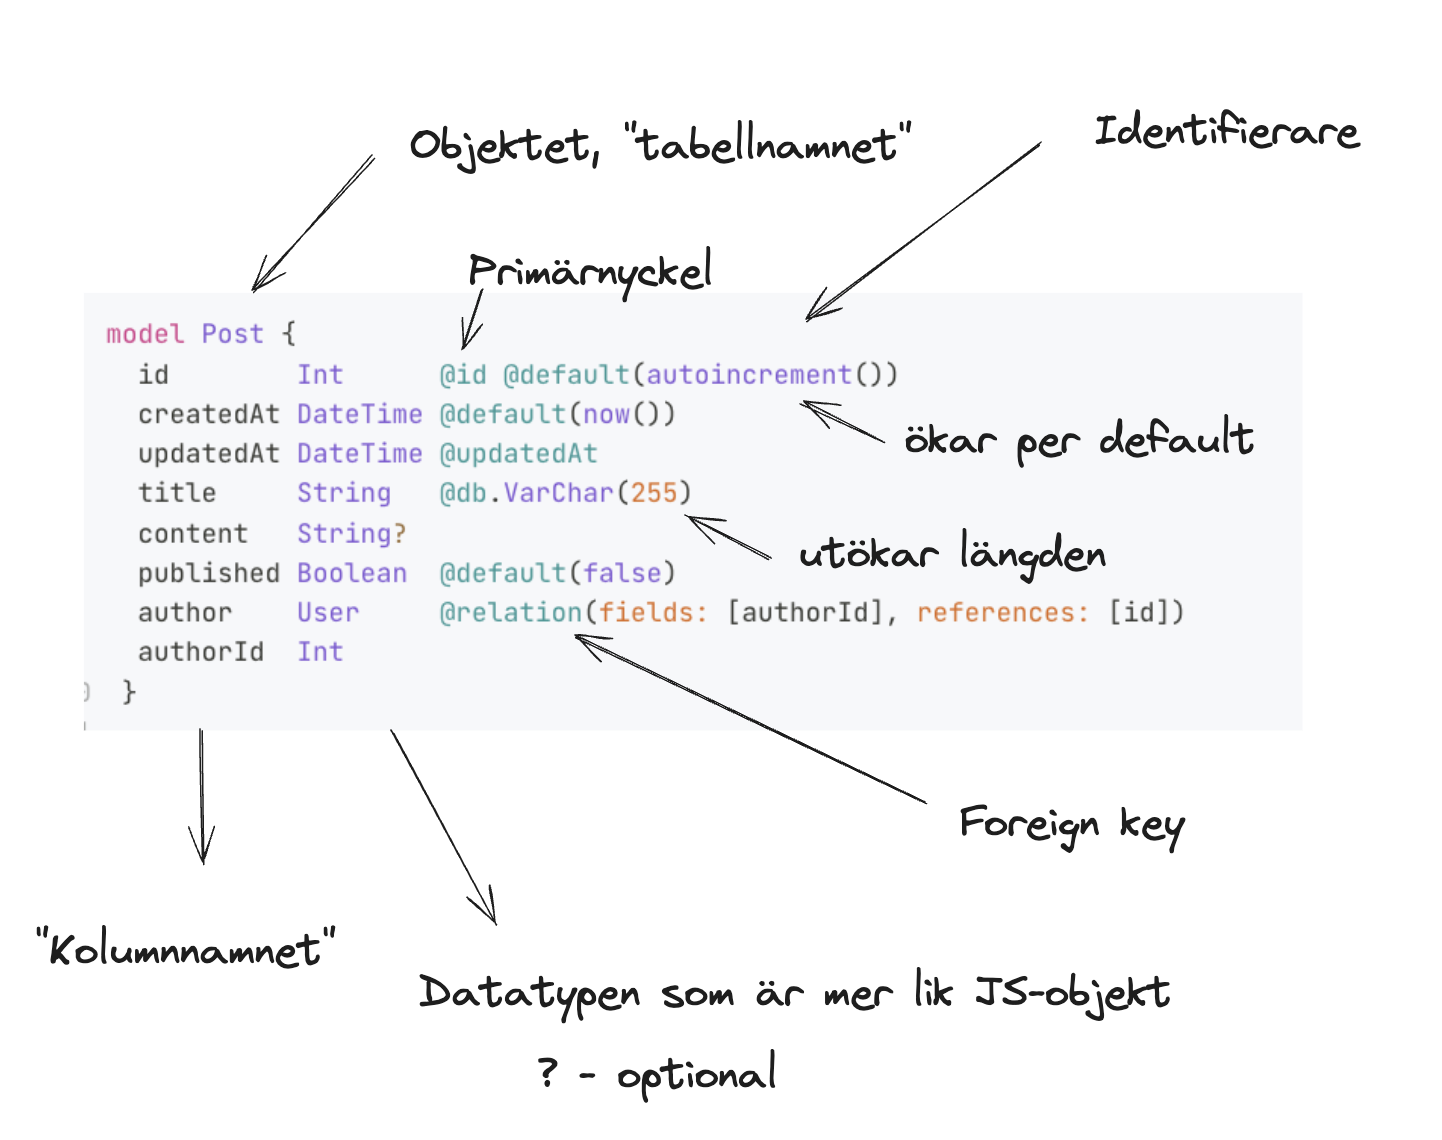 Objektet, "tabellnamnet"
Identifierare
Primärnyckel
model Post {
id Int @id @default(autoincrement())
createdAt DateTime @default(now())
ökar per default
updatedAt DateTime @updatedAt
title String @db.VarChar(255)
content String?
utökar längden
published Boolean @default(false)
author User @relation(fields: [authorId], references: [id])
authorId Int
}
Foreign key
"Kolumnnamnet"
Datatypen som är mer lik JS-objekt
? - optional